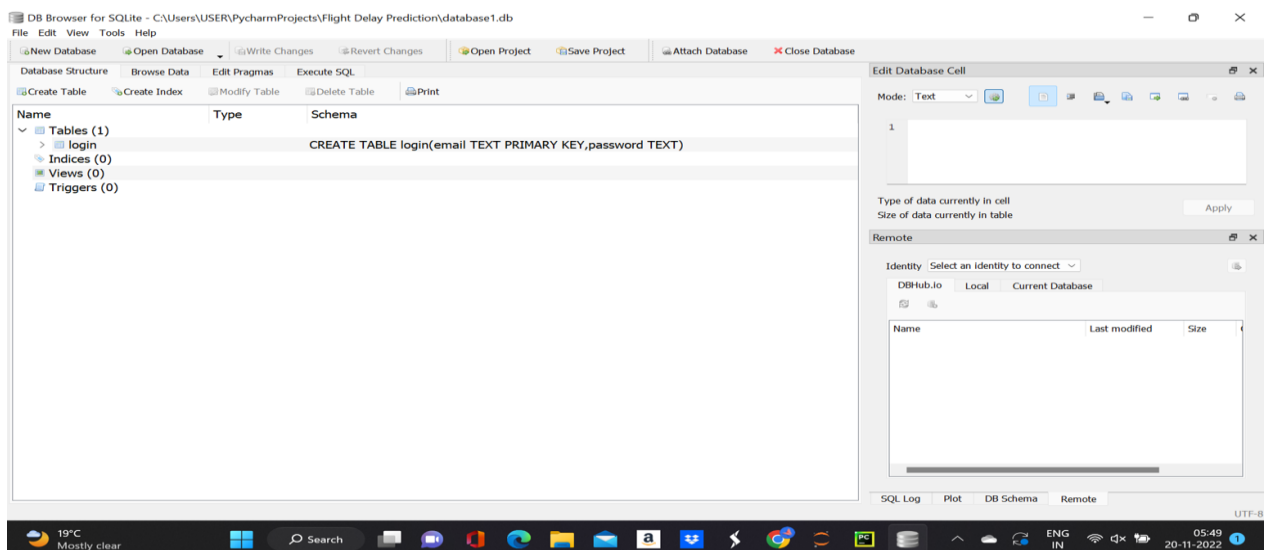 DB Browser for SQLite - C:\Users\USER\PycharmProjects\Flight Delay Prediction\database1.db
File Edit View Tools Help
New Database Open Database Write Changes Revert Changes Open Project Save Project Attach Database Close Database
Database Structure Browse Data Edit Pragmas Execute SQL
Create Table Create Index Modify Table Delete Table Print
Name Type Schema
Tables (1)
login CREATE TABLE login(email TEXT PRIMARY KEY,password TEXT)
Indices (0)
Views (0)
Triggers (0)
Edit Database Cell
Mode: Text
1
Type of data currently in cell
Size of data currently in table
Apply
Remote
Identity Select an identity to connect
DBHub.io Local Current Database
Name Last modified Size
SQL Log Plot DB Schema Remote
UTF-8
19°C
Mostly clear
Search
a
PC
ENG
IN
05:49
20-11-2022
1